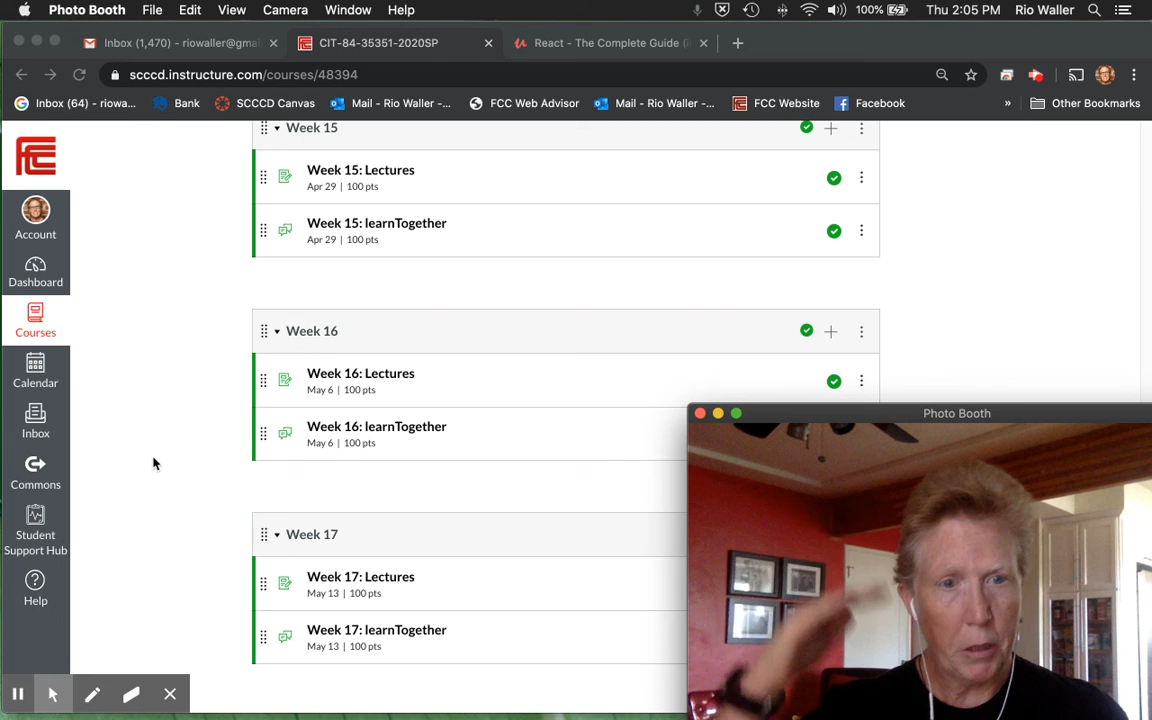 Photo Booth File Edit View Camera Window Help 100% Thu 2:05 PM Rio Waller
Inbox (1,470) - riowaller@gma CIT-84-35351-2020SP React - The Complete Guide (i
scccd.instructure.com/courses/48394
Inbox (64) - riowa... Bank SCCCD Canvas Mail - Rio Waller -... FCC Web Advisor Mail - Rio Waller -... FCC Website Facebook » Other Bookmarks
Account
Dashboard
Courses
Calendar
Inbox
Commons
Student
Support Hub
Help
Week 15
Week 15: Lectures
Apr 29 | 100 pts
Week 15: learnTogether
Apr 29 | 100 pts
Week 16
Week 16: Lectures
May 6 | 100 pts
Week 16: learnTogether
May 6 | 100 pts
Week 17
Week 17: Lectures
May 13 | 100 pts
Week 17: learnTogether
May 13 | 100 pts
Photo Booth